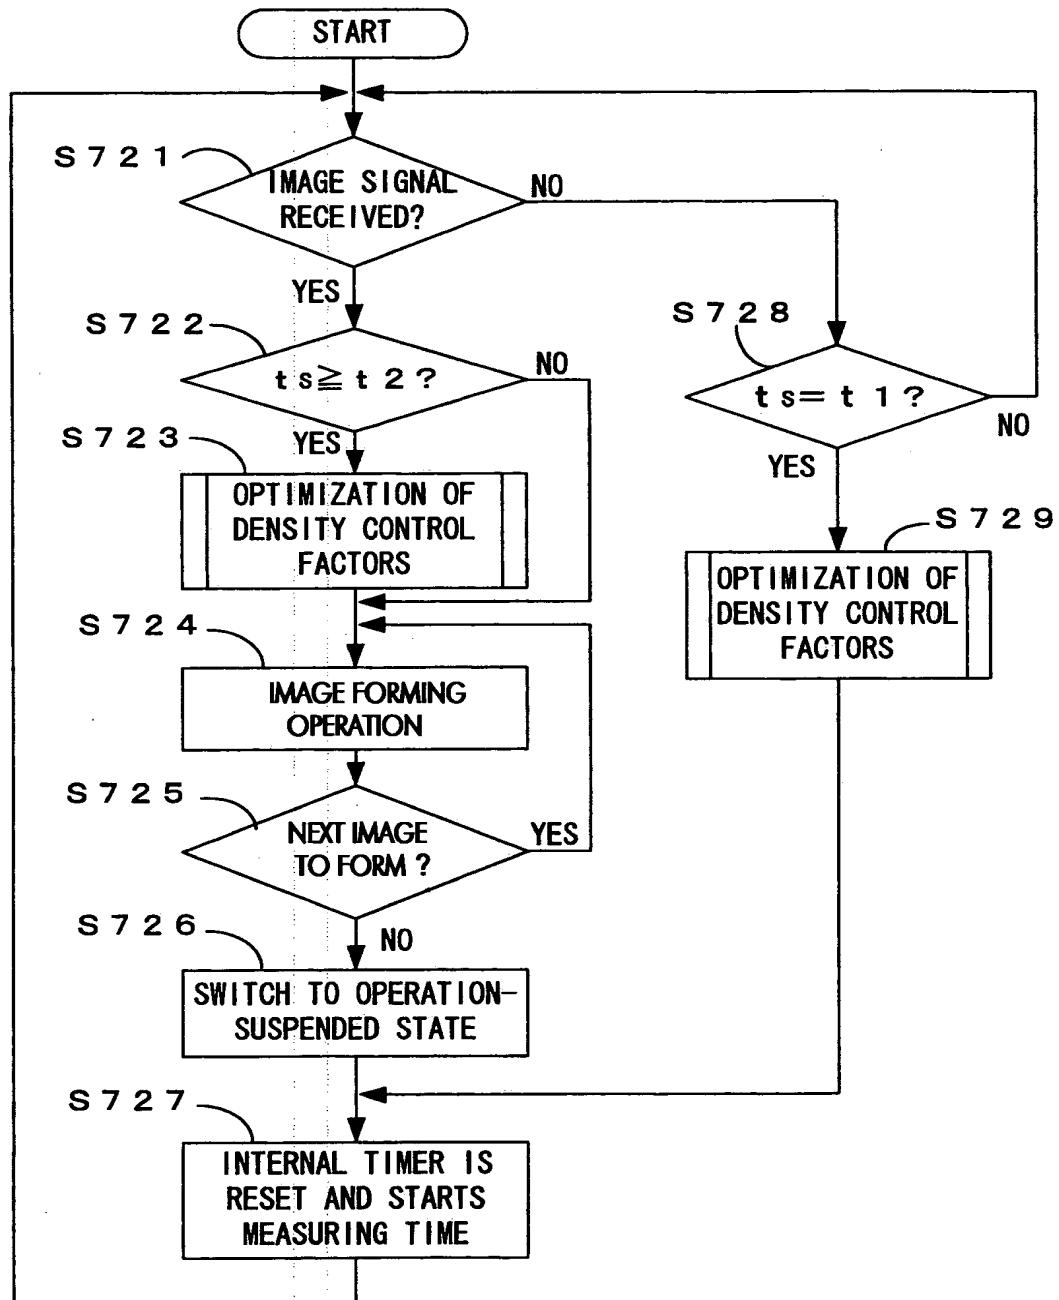 START
S721
IMAGE SIGNAL
RECEIVED?
NO
YES
S722
ts≧t2?
NO
YES
S728
ts=t1?
NO
YES
S723
OPTIMIZATION OF
DENSITY CONTROL
FACTORS
S729
OPTIMIZATION OF
DENSITY CONTROL
FACTORS
S724
IMAGE FORMING
OPERATION
S725
NEXT IMAGE
TO FORM ?
YES
NO
S726
SWITCH TO OPERATION-
SUSPENDED STATE
S727
INTERNAL TIMER IS
RESET AND STARTS
MEASURING TIME